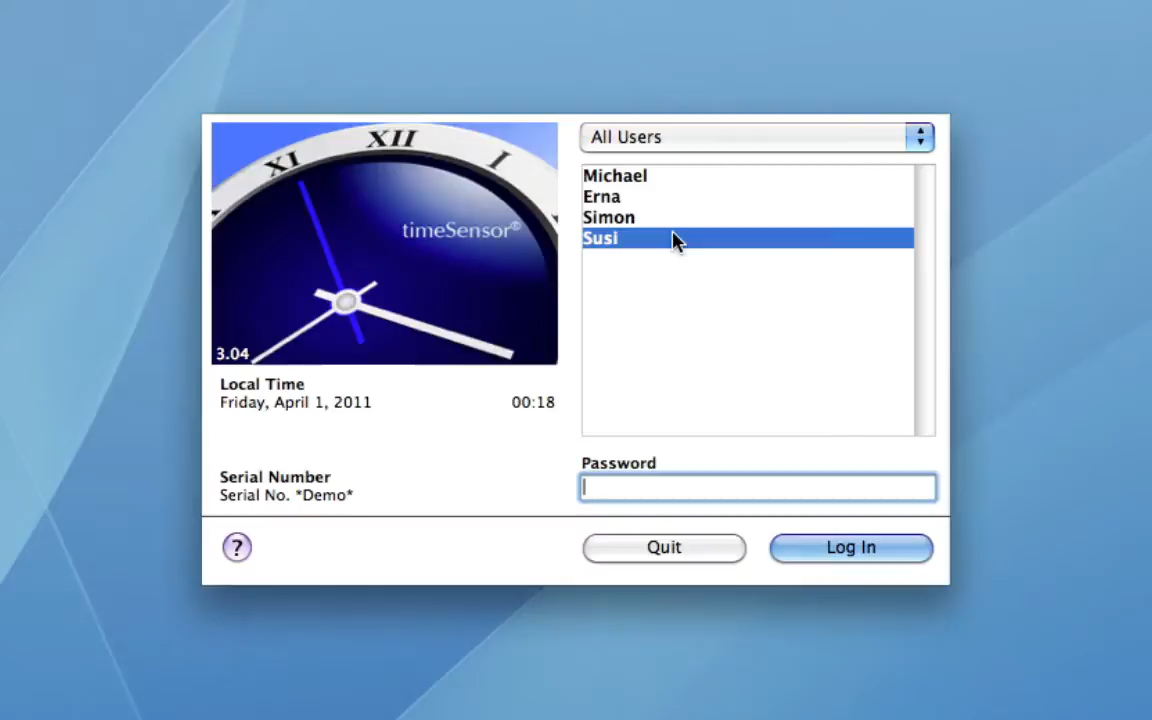 XI XII I
timeSensor®
3.04
Local Time
Friday, April 1, 2011 00:18
Serial Number
Serial No. *Demo*
All Users
Michael
Erna
Simon
Susi
Password
?
Quit
Log In